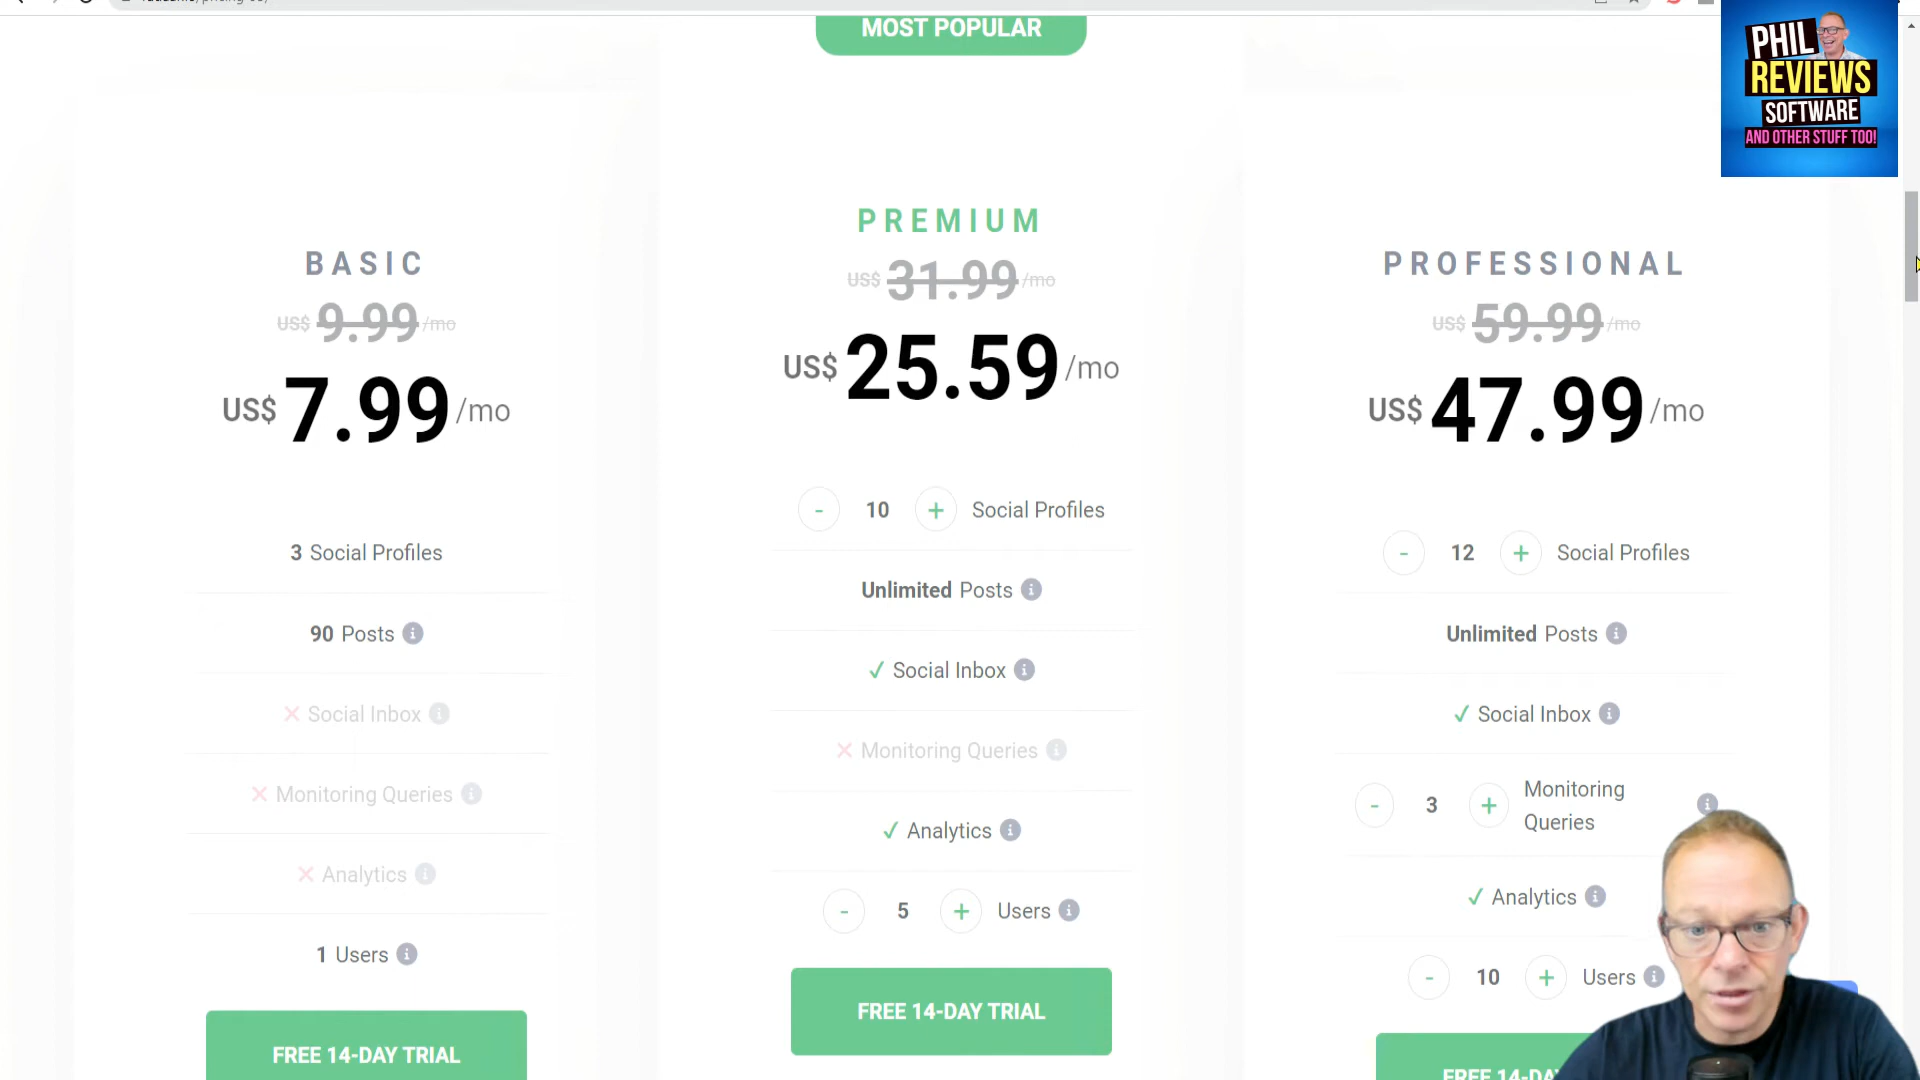 MOST POPULAR
PHIL
REVIEWS
SOFTWARE
AND OTHER STUFF TOO!
BASIC
US$ 9.99 /mo
US$ 7.99 /mo
3 Social Profiles
90 Posts
Social Inbox
Monitoring Queries
Analytics
1 Users
FREE 14-DAY TRIAL
PREMIUM
US$ 31.99 /mo
US$ 25.59 /mo
- 10 + Social Profiles
Unlimited Posts
✓ Social Inbox
Monitoring Queries
✓ Analytics
- 5 + Users
FREE 14-DAY TRIAL
PROFESSIONAL
US$ 59.99 /mo
US$ 47.99 /mo
- 12 + Social Profiles
Unlimited Posts
✓ Social Inbox
- 3 + Monitoring
Queries
✓ Analytics
- 10 + Users